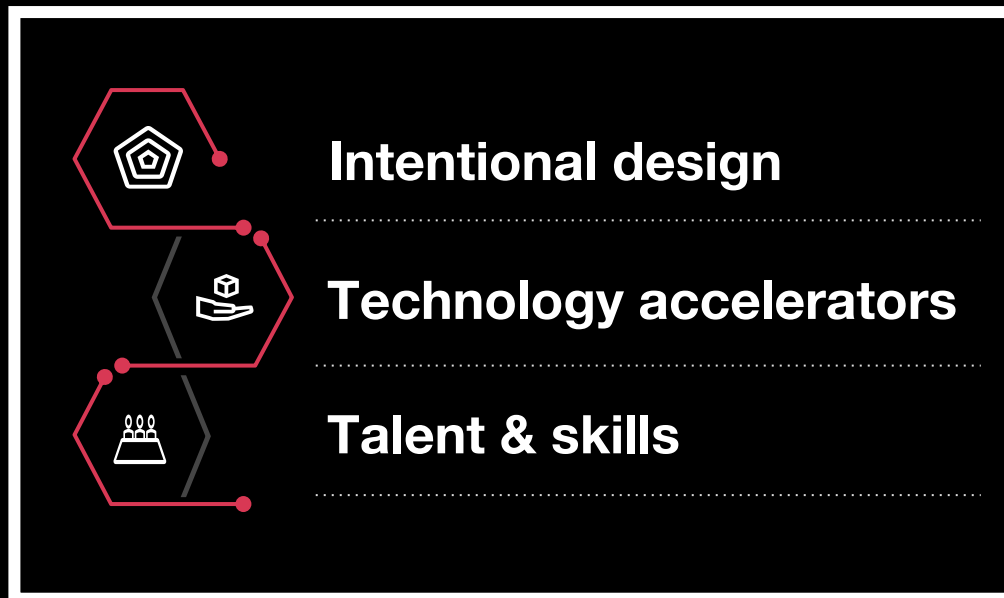 Intentional design
Technology accelerators
Talent & skills